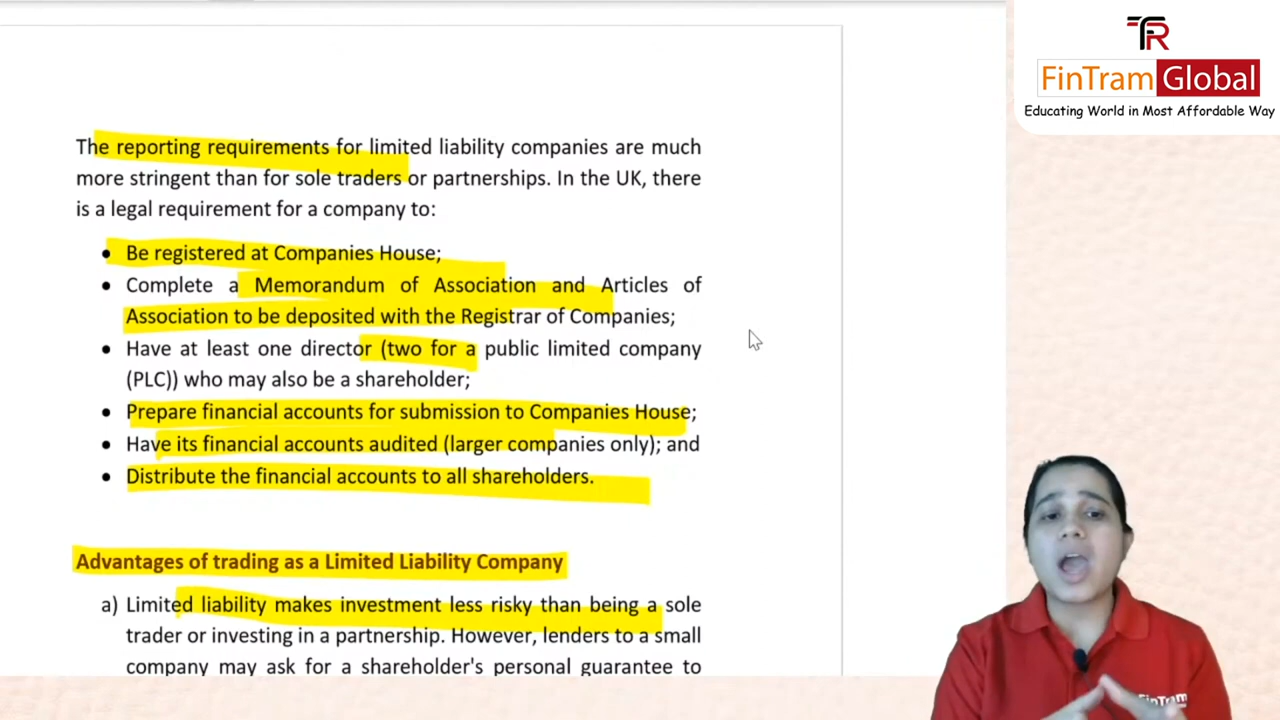 TR
FinTram Global
Educating World in Most Affordable Way
The reporting requirements for limited liability companies are much
more stringent than for sole traders or partnerships. In the UK, there
is a legal requirement for a company to:
• Be registered at Companies House;
• Complete a Memorandum of Association and Articles of
Association to be deposited with the Registrar of Companies;
• Have at least one director (two for a public limited company
(PLC)) who may also be a shareholder;
• Prepare financial accounts for submission to Companies House;
• Have its financial accounts audited (larger companies only); and
• Distribute the financial accounts to all shareholders.
Advantages of trading as a Limited Liability Company
a) Limited liability makes investment less risky than being a sole
trader or investing in a partnership. However, lenders to a small
company may ask for a shareholder's personal guarantee to
FinTram